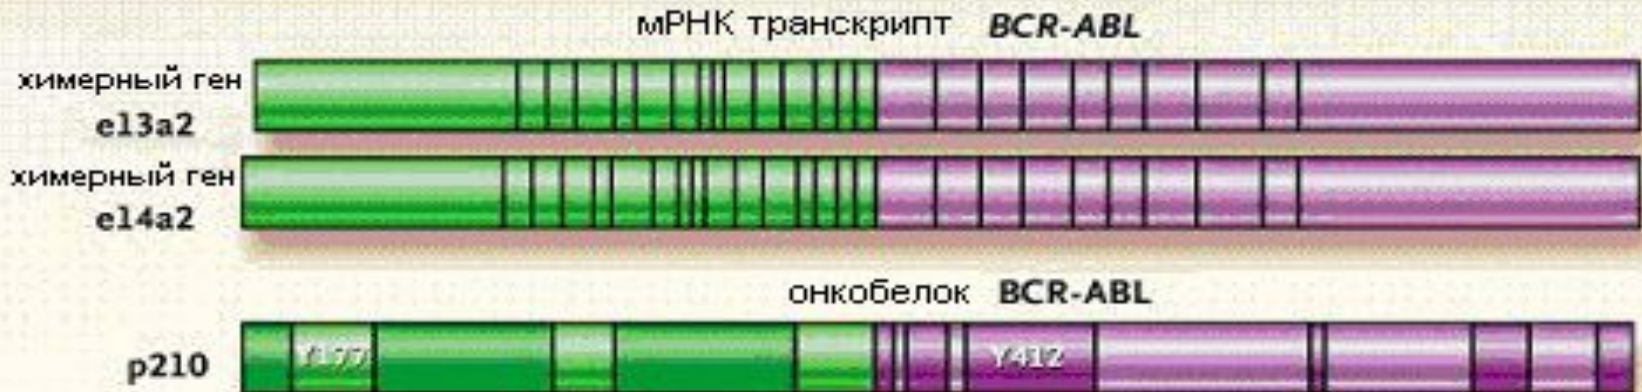 мРНК транскрипт BCR-ABL
химерный ген
e13a2
химерный ген
e14a2
онкобелок BCR-ABL
p210 Y177 Y412